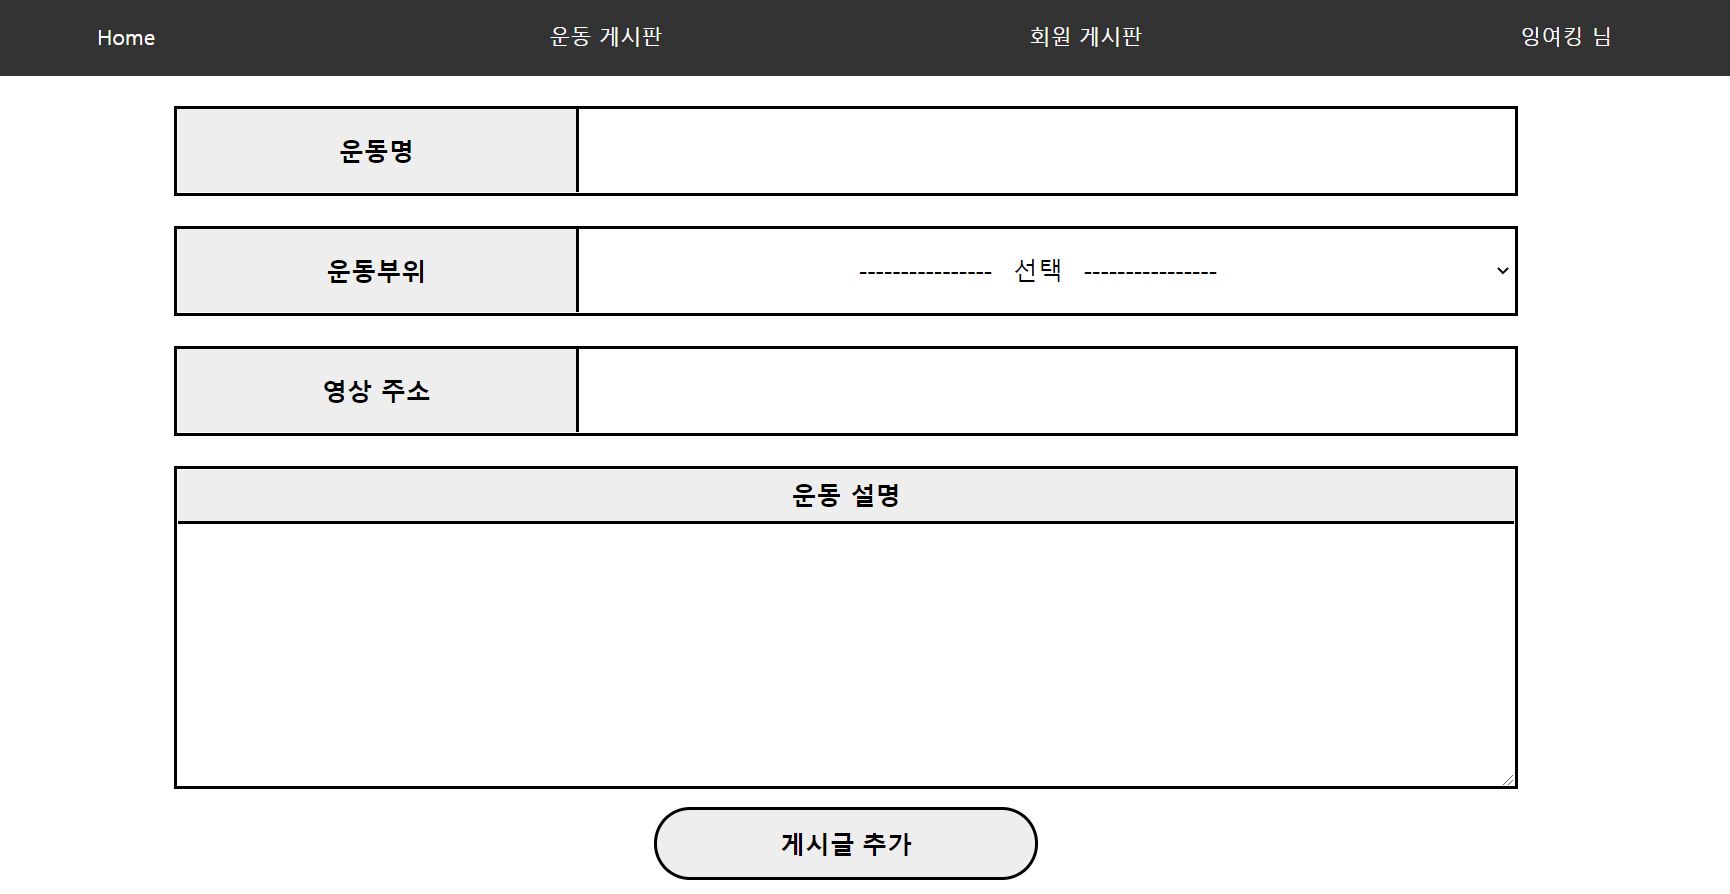 Home 운동 게시판 회원 게시판 잉여킹 님
운동명
운동부위 ---------------- 선택 ----------------
영상 주소
운동 설명
게시글 추가